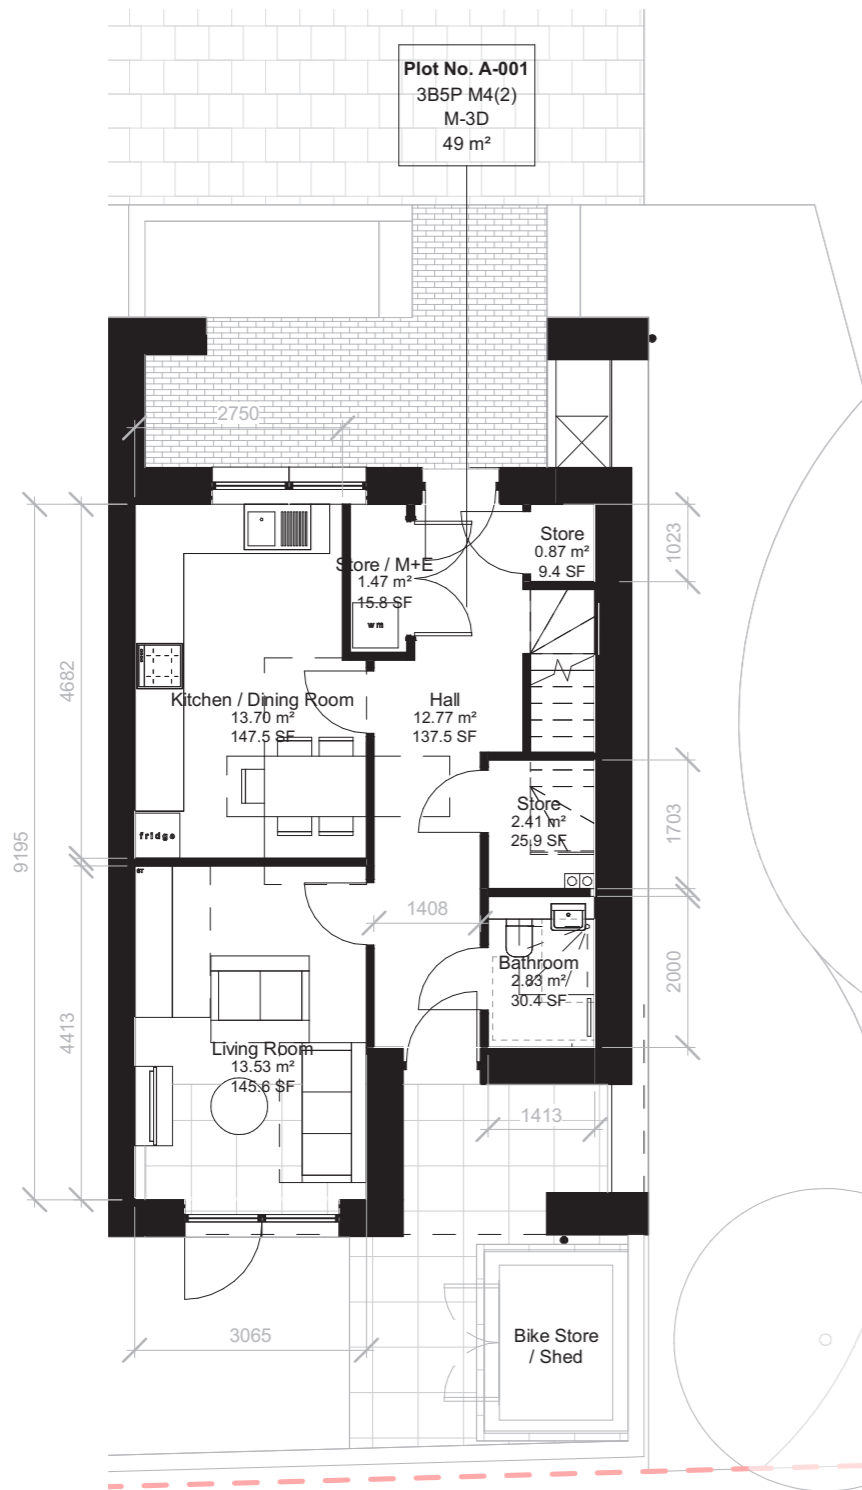 Plot No. A-001
3B5P M4(2)
M-3D
49 m²
2750
Store
0.87 m²
9.4 SF
1023
Store / M+E
1.47 m²
15.8 SF
wm
4682
Kitchen / Dining Room
13.70 m²
147.5 SF
Hall
12.77 m²
137.5 SF
fridge
9195
Store
2.41 m²
25.9 SF
1703
ST
1408
Bathroom
2.83 m²
30.4 SF
2000
4413
Living Room
13.53 m²
145.6 SF
1413
3065
Bike Store
/ Shed